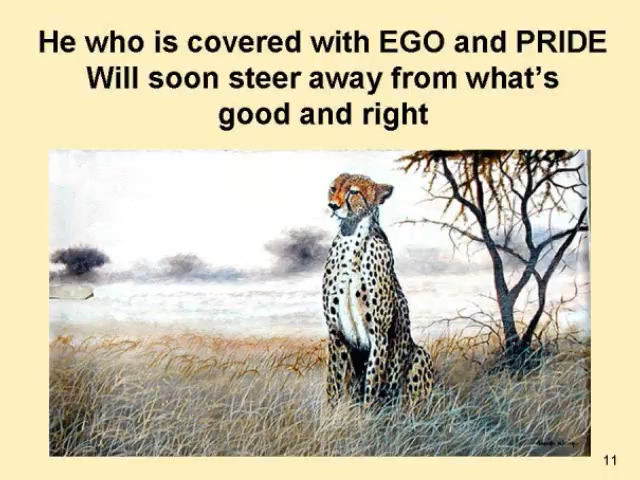 He who is covered with EGO and PRIDE
Will soon steer away from what's
good and right
11